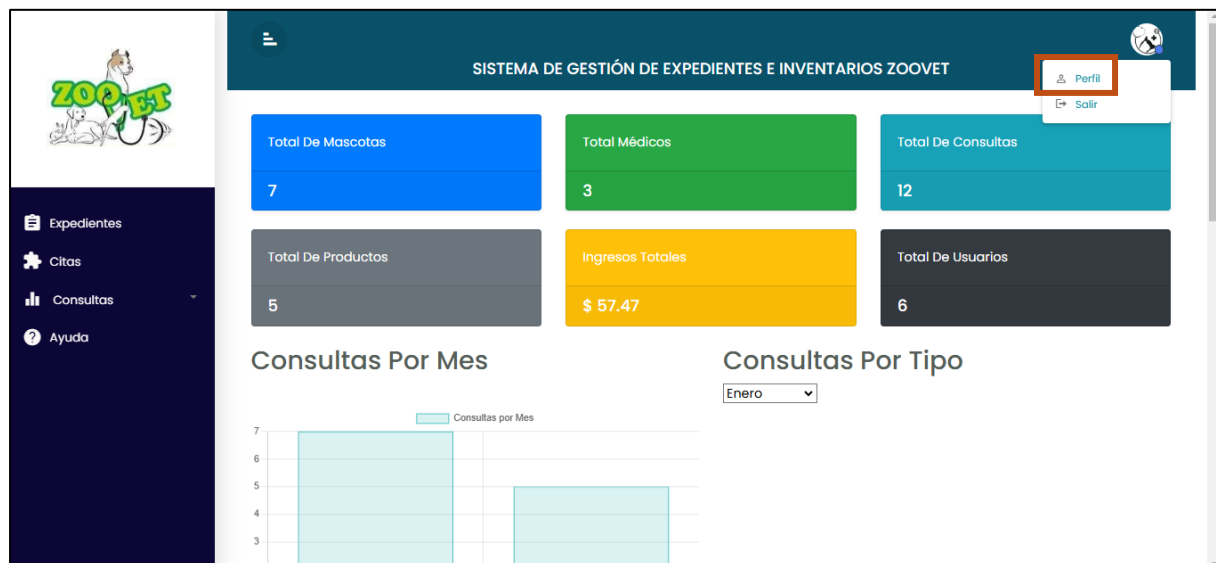 ZOOVET
SISTEMA DE GESTIÓN DE EXPEDIENTES E INVENTARIOS ZOOVET
Perfil
Salir
Expedientes
Citas
Consultas
Ayuda
Total De Mascotas
7
Total Médicos
3
Total De Consultas
12
Total De Productos
5
Ingresos Totales
$ 57.47
Total De Usuarios
6
Consultas Por Mes
Consultas por Mes
7
6
5
4
3
Consultas Por Tipo
Enero